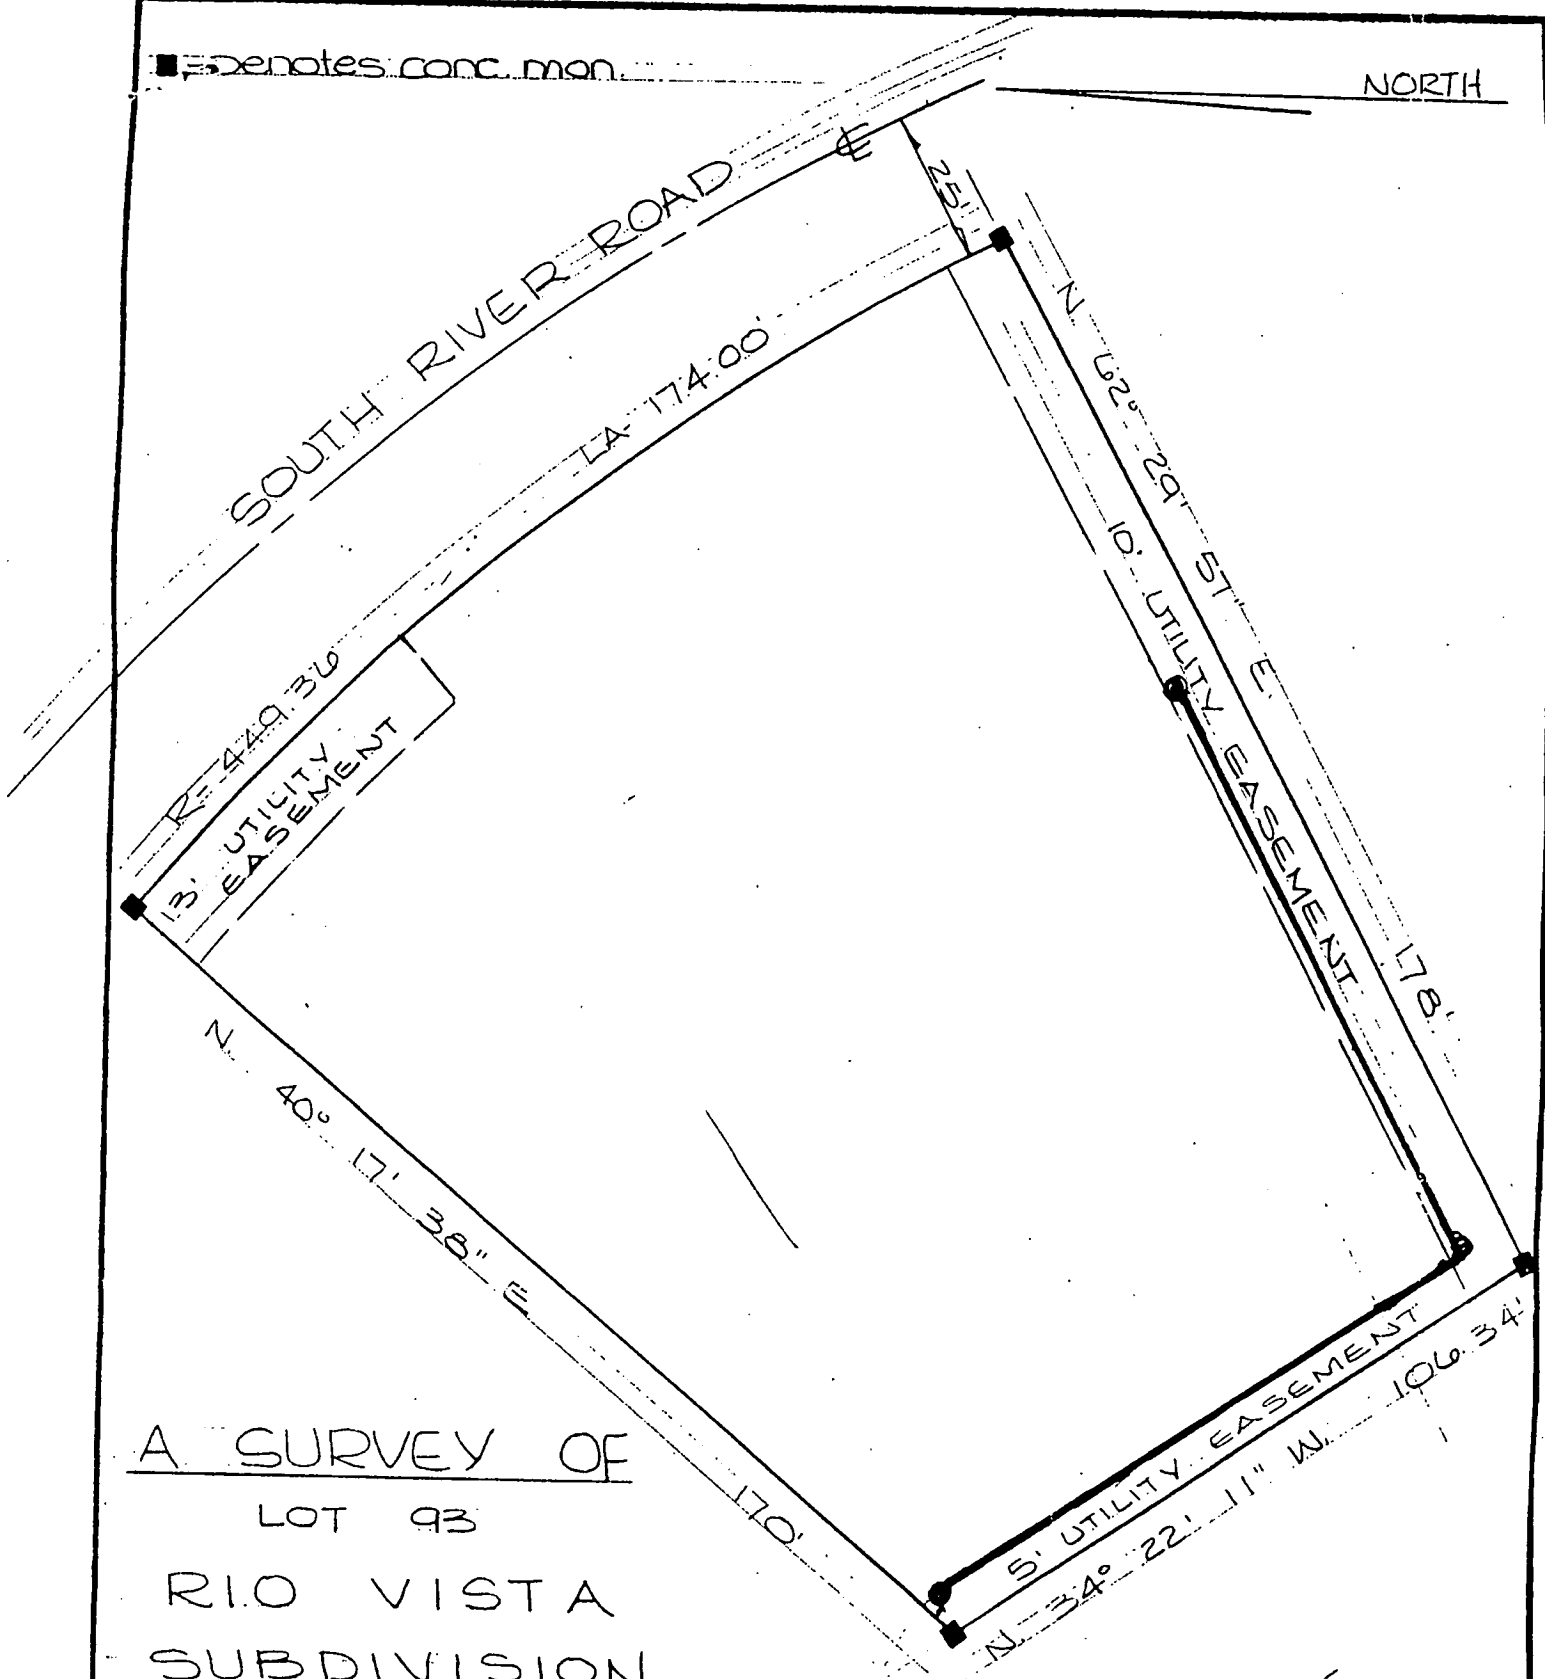 ■ = Denotes conc. mon.
NORTH
SOUTH RIVER ROAD
℄
25'
R= 449.36
LA 174.00'
N 62° 29' 57" E 178'
10' UTILITY EASEMENT
13' UTILITY
EASEMENT
N. 40° 17' 38" E 170'
5' UTILITY EASEMENT
N 34° 22' 11" W. 106.34'
A SURVEY OF
LOT 93
RIO VISTA
SUBDIVISION